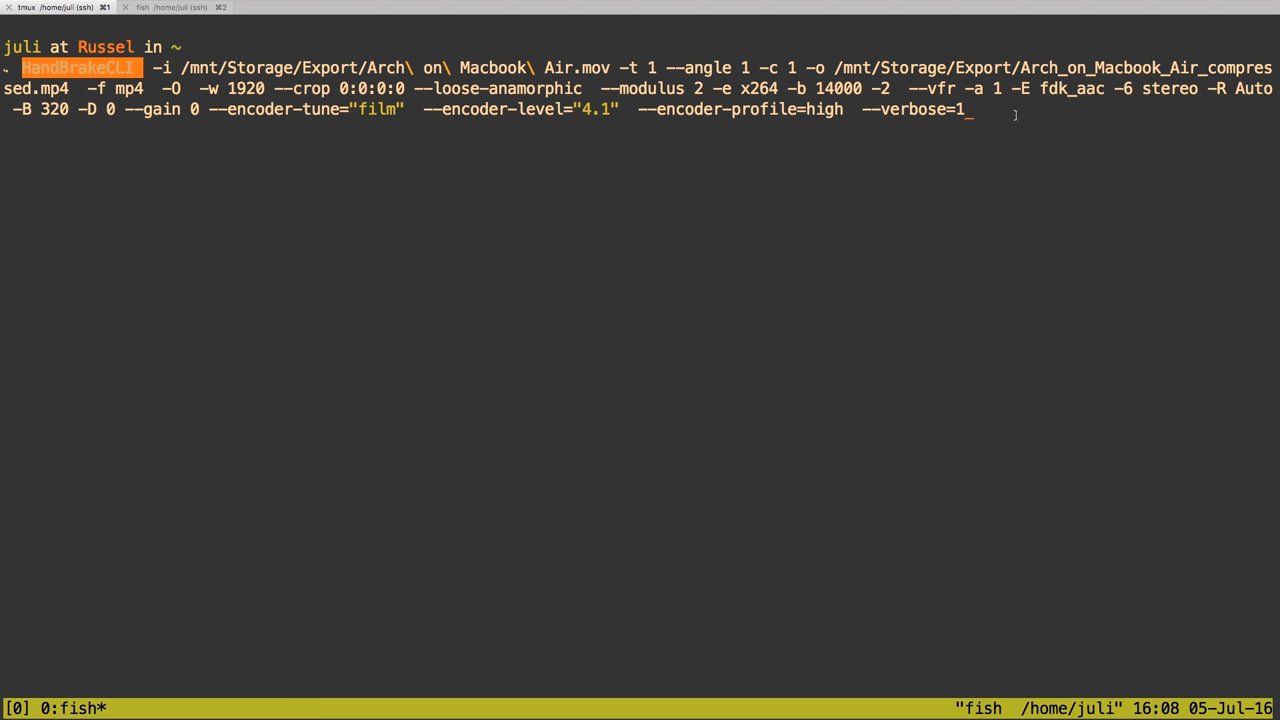 tmux /home/juli (ssh) ⌘1 fish /home/juli (ssh) ⌘2
juli at Russel in ~
HandBrakeCLI -i /mnt/Storage/Export/Arch\ on\ Macbook\ Air.mov -t 1 --angle 1 -c 1 -o /mnt/Storage/Export/Arch_on_Macbook_Air_compres
sed.mp4  -f mp4  -O  -w 1920 --crop 0:0:0:0 --loose-anamorphic  --modulus 2 -e x264 -b 14000 -2  --vfr -a 1 -E fdk_aac -6 stereo -R Auto
-B 320 -D 0 --gain 0 --encoder-tune="film"  --encoder-level="4.1"  --encoder-profile=high  --verbose=1_
[0] 0:fish* "fish  /home/juli" 16:08 05-Jul-16